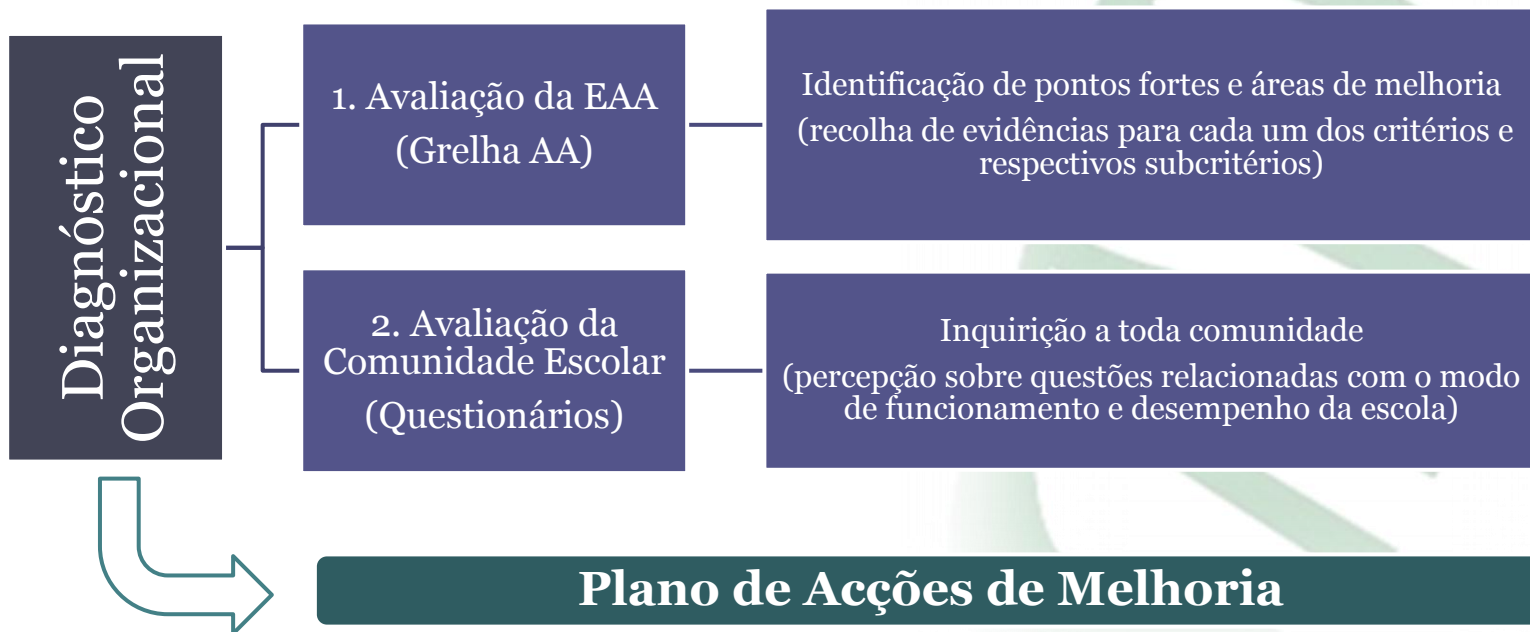 Diagnóstico
Organizacional
1. Avaliação da EAA
(Grelha AA)
Identificação de pontos fortes e áreas de melhoria
(recolha de evidências para cada um dos critérios e
respectivos subcritérios)
2. Avaliação da
Comunidade Escolar
(Questionários)
Inquirição a toda comunidade
(percepção sobre questões relacionadas com o modo
de funcionamento e desempenho da escola)
Plano de Acções de Melhoria